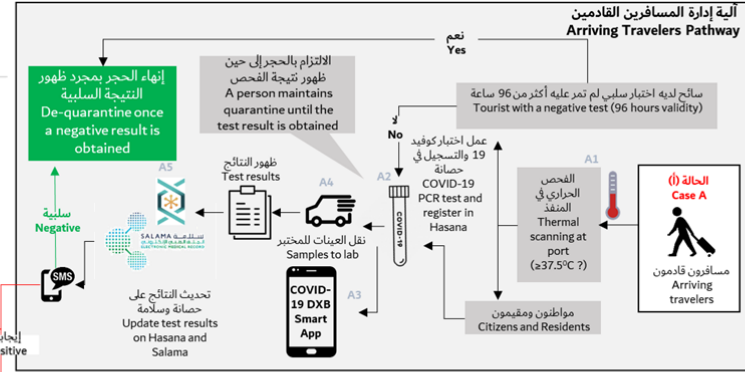 آلية إدارة المسافرين القادمين
Arriving Travelers Pathway
نعم
Yes
إنهاء الحجر بمجرد ظهور
النتيجة السلبية
De-quarantine once
a negative result is
obtained
الالتزام بالحجر إلى حين
ظهور نتيجة الفحص
A person maintains
quarantine until the
test result is obtained
سائح لديه اختبار سلبي لم تمر عليه أكثر من 96 ساعة
Tourist with a negative test (96 hours validity)
لا
No
عمل اختبار كوفيد
19 والتسجيل في
حصانة
COVID-19
PCR test and
register in
Hasana
A1
الفحص
الحراري في
المنفذ
Thermal
scanning at
port
(≥37.5⁰C ?)
الحالة (أ)
Case A
مسافرون قادمون
Arriving
travelers
مواطنون ومقيمون
Citizens and Residents
A2
COVID-19
A3
COVID-
19 DXB
Smart
App
A4
نقل العينات للمختبر
Samples to lab
ظهور النتائج
Test results
A5
SALAMA سلامة
ELECTRONIC MEDICAL RECORD
تحديث النتائج على
حصانة وسلامة
Update test results
on Hasana and
Salama
سلبية
Negative
SMS
إيجابي
sitive